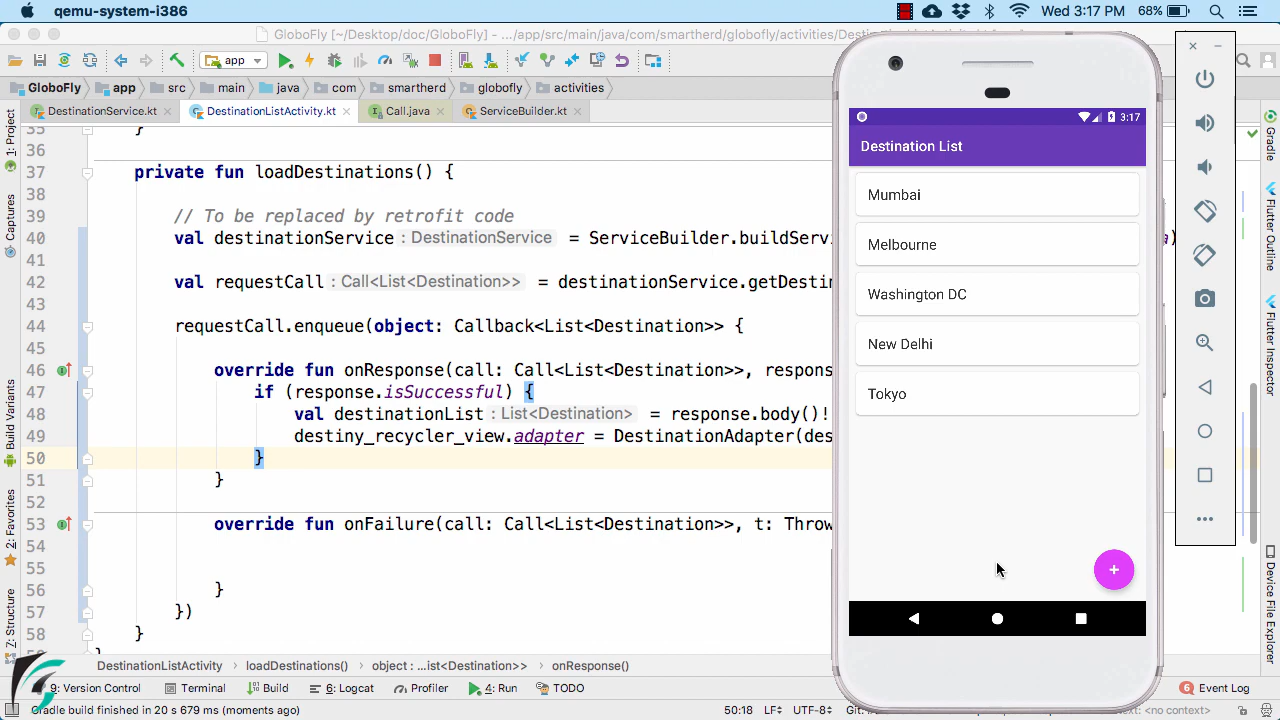 qemu-system-i386
Wed 3:17 PM 68%
GloboFly [~/Desktop/doc/GloboFly] - .../app/src/main/java/com/smartherd/globofly/activities/
app
GloboFly app src main java com smartherd globofly activities
DestinationService.kt DestinationListActivity.kt Call.java ServiceBuilder.kt
35 }
36
37 private fun loadDestinations() {
38
39 // To be replaced by retrofit code
40 val destinationService : DestinationService = ServiceBuilder.buildServ
41
42 val requestCall : Call<List<Destination>> = destinationService.getDestin
43
44 requestCall.enqueue(object: Callback<List<Destination>> {
45
46 override fun onResponse(call: Call<List<Destination>>, respons
47 if (response.isSuccessful) {
48 val destinationList : List<Destination> = response.body()!
49 destiny_recycler_view.adapter = DestinationAdapter(des
50 }
51 }
52
53 override fun onFailure(call: Call<List<Destination>>, t: Throw
54
55
56 }
57 })
58 }
DestinationListActivity loadDestinations() object: ...ist<Destination>> onResponse()
9: Version Control Terminal Build 6: Logcat Profiler 4: Run TODO
6 Event Log
Gradle build finished in 20 s 679 ms (moments ago)
50:18 LF UTF-8 Git: context: <no context>
1: Project
Captures
Build Variants
2: Favorites
Z: Structure
3:17
Destination List
Mumbai
Melbourne
Washington DC
New Delhi
Tokyo
+
Gradle
Flutter Outline
Flutter Inspector
Device File Explorer